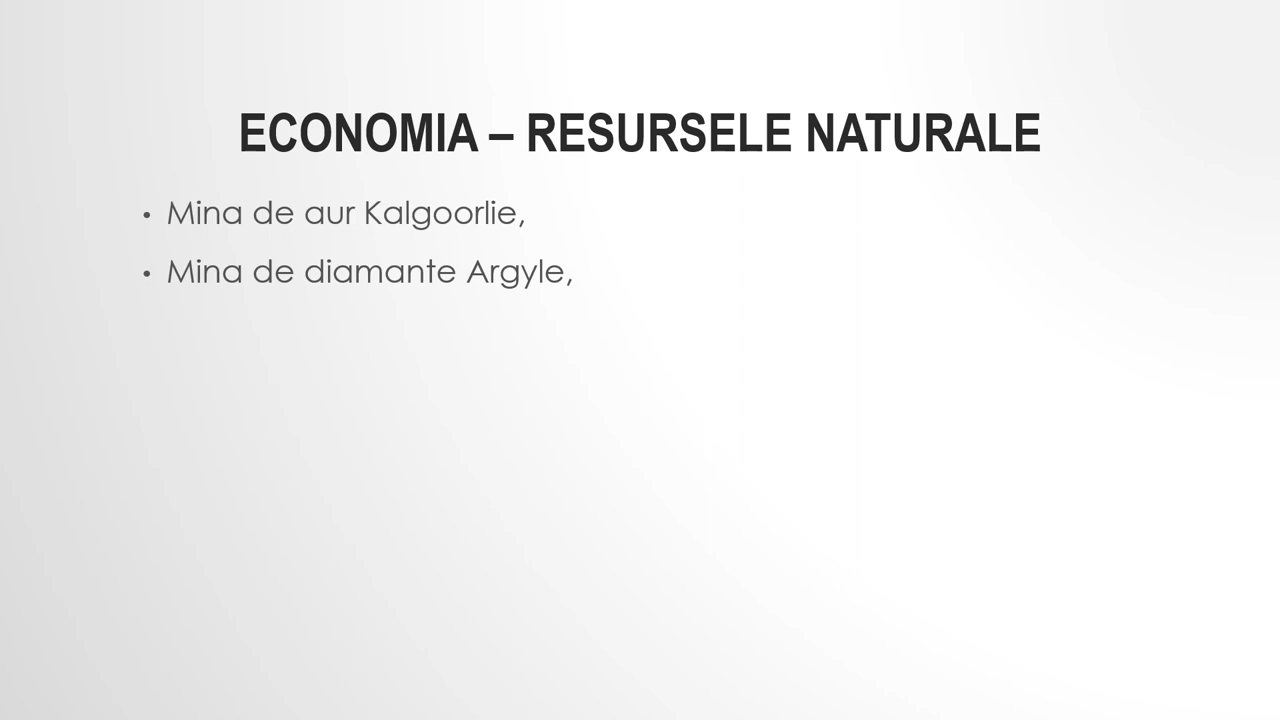 ECONOMIA – RESURSELE NATURALE
• Mina de aur Kalgoorlie,
• Mina de diamante Argyle,